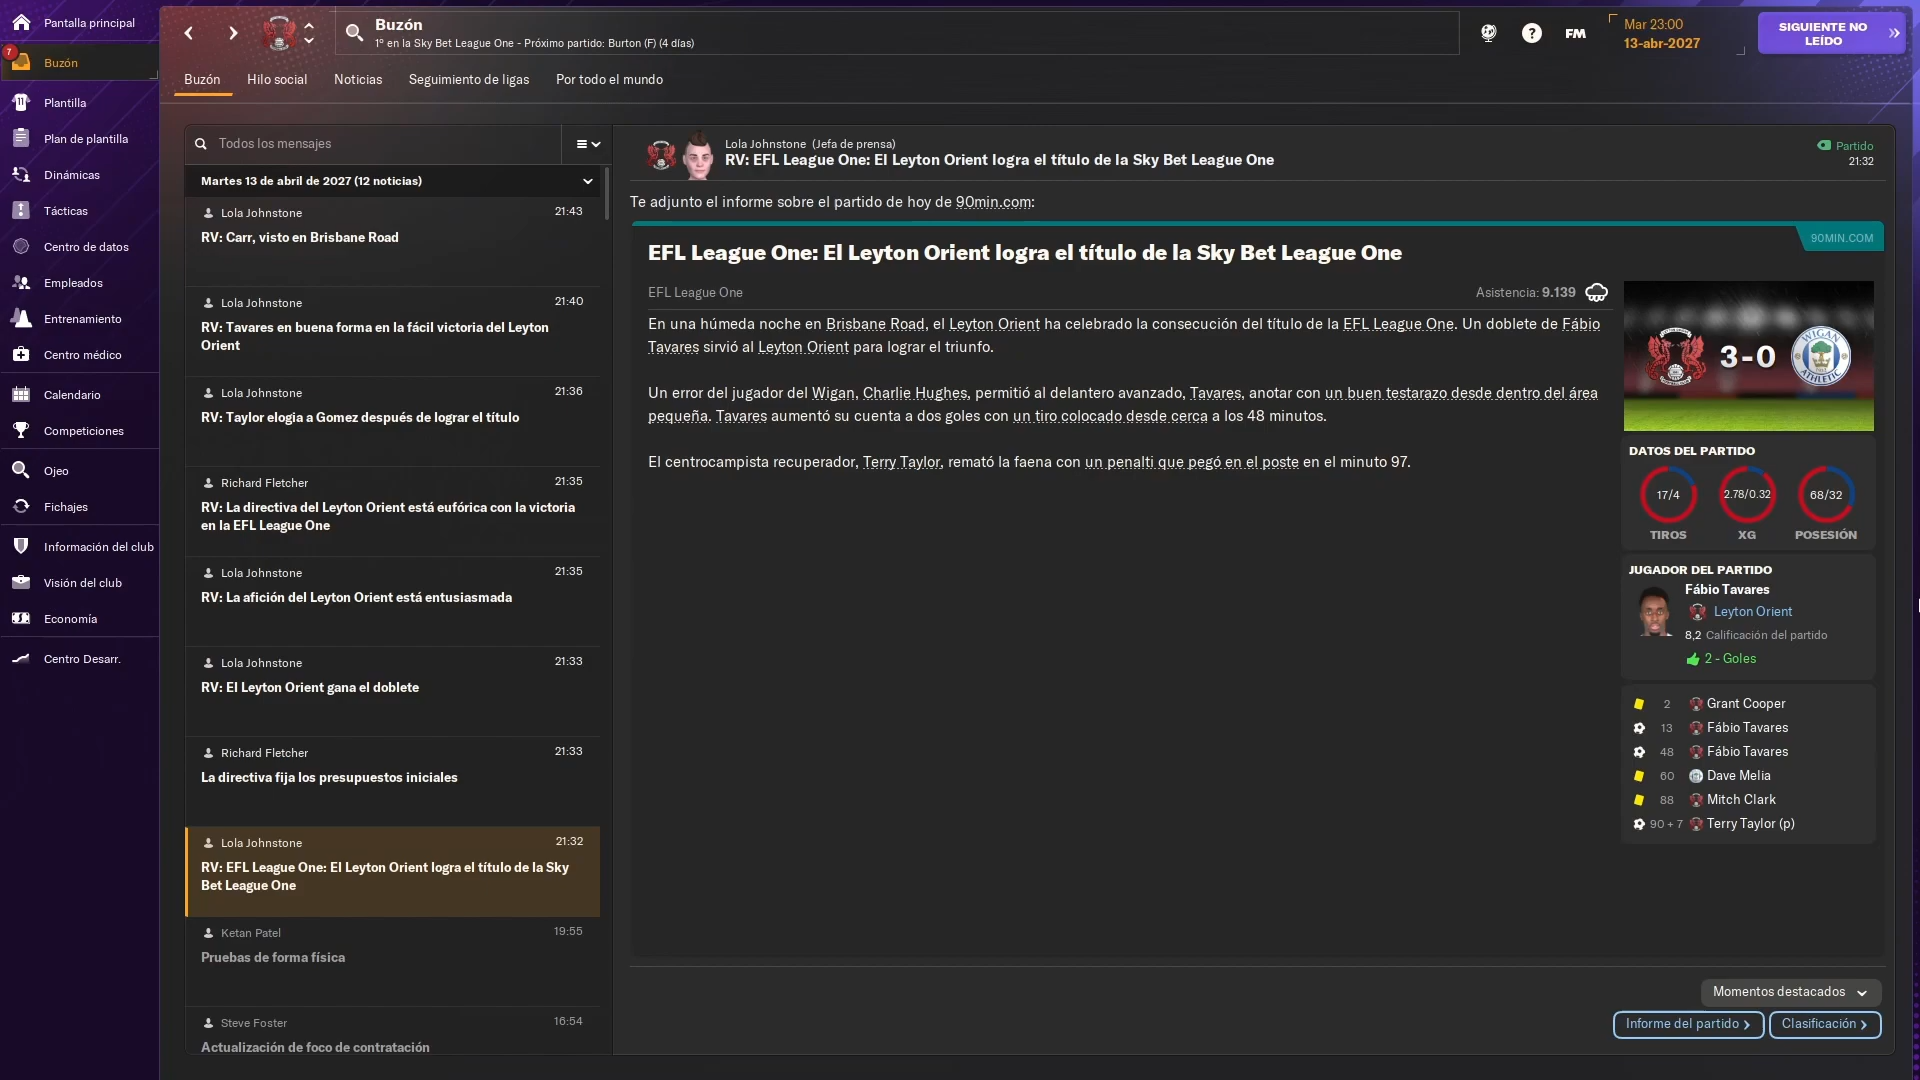 Pantalla principal
7
Buzón
Plantilla
Plan de plantilla
Dinámicas
Tácticas
Centro de datos
Empleados
Entrenamiento
Centro médico
Calendario
Competiciones
Ojeo
Fichajes
Información del club
Visión del club
Economía
Centro Desarr.
Buzón
1º en la Sky Bet League One - Próximo partido: Burton (F) (4 días)
FM
Mar 23:00
13-abr-2027
SIGUIENTE NO
LEÍDO
Buzón Hilo social Noticias Seguimiento de ligas Por todo el mundo
Todos los mensajes
Martes 13 de abril de 2027 (12 noticias)
Lola Johnstone 21:43
RV: Carr, visto en Brisbane Road
Lola Johnstone 21:40
RV: Tavares en buena forma en la fácil victoria del Leyton
Orient
Lola Johnstone 21:36
RV: Taylor elogia a Gomez después de lograr el título
Richard Fletcher 21:35
RV: La directiva del Leyton Orient está eufórica con la victoria
en la EFL League One
Lola Johnstone 21:35
RV: La afición del Leyton Orient está entusiasmada
Lola Johnstone 21:33
RV: El Leyton Orient gana el doblete
Richard Fletcher 21:33
La directiva fija los presupuestos iniciales
Lola Johnstone 21:32
RV: EFL League One: El Leyton Orient logra el título de la Sky
Bet League One
Ketan Patel 19:55
Pruebas de forma física
Steve Foster 16:54
Actualización de foco de contratación
Lola Johnstone (Jefa de prensa)
RV: EFL League One: El Leyton Orient logra el título de la Sky Bet League One
Partido
21:32
Te adjunto el informe sobre el partido de hoy de 90min.com:
90MIN.COM
EFL League One: El Leyton Orient logra el título de la Sky Bet League One
EFL League One Asistencia: 9.139
En una húmeda noche en Brisbane Road, el Leyton Orient ha celebrado la consecución del título de la EFL League One. Un doblete de Fábio
Tavares sirvió al Leyton Orient para lograr el triunfo.
Un error del jugador del Wigan, Charlie Hughes, permitió al delantero avanzado, Tavares, anotar con un buen testarazo desde dentro del área
pequeña. Tavares aumentó su cuenta a dos goles con un tiro colocado desde cerca a los 48 minutos.
El centrocampista recuperador, Terry Taylor, remató la faena con un penalti que pegó en el poste en el minuto 97.
3-0
WIGAN
ATHLETIC
DATOS DEL PARTIDO
17/4 2.78/0.32 68/32
TIROS XG POSESIÓN
JUGADOR DEL PARTIDO
Fábio Tavares
Leyton Orient
8,2 Calificación del partido
2 - Goles
2 Grant Cooper
13 Fábio Tavares
48 Fábio Tavares
60 Dave Melia
88 Mitch Clark
90 + 7 Terry Taylor (p)
Momentos destacados
Informe del partido
Clasificación